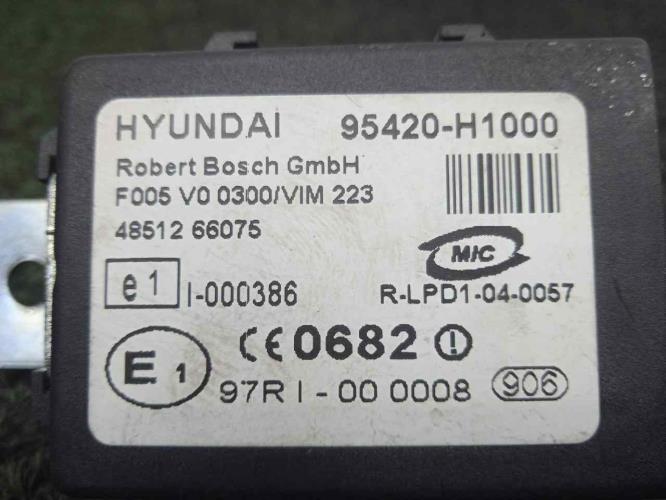 HYUNDAI 95420-H1000
Robert Bosch GmbH
F005 V0 0300/VIM 223
48512 66075
MIC
e1 I-000386 R-LPD1-04-0057
CE0682
E1 97RI-00 0008 906